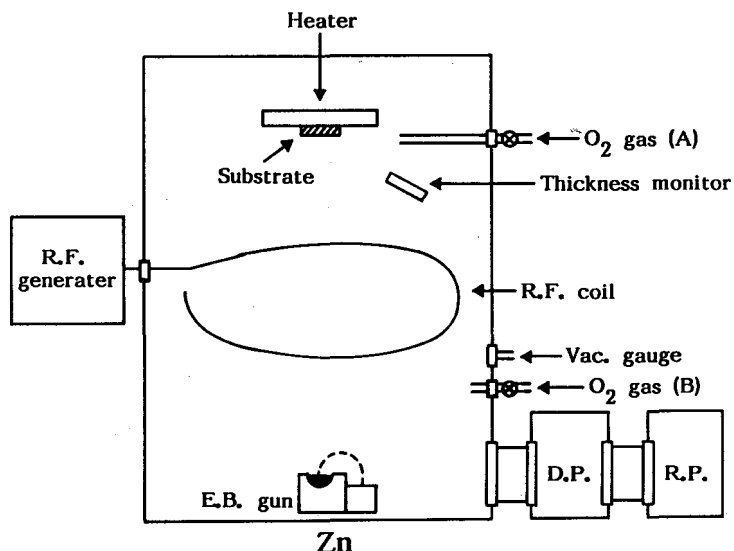 Heater
O2 gas (A)
Substrate
Thickness monitor
R.F.
generater
R.F. coil
Vac. gauge
O2 gas (B)
D.P.
R.P.
E.B. gun
Zn